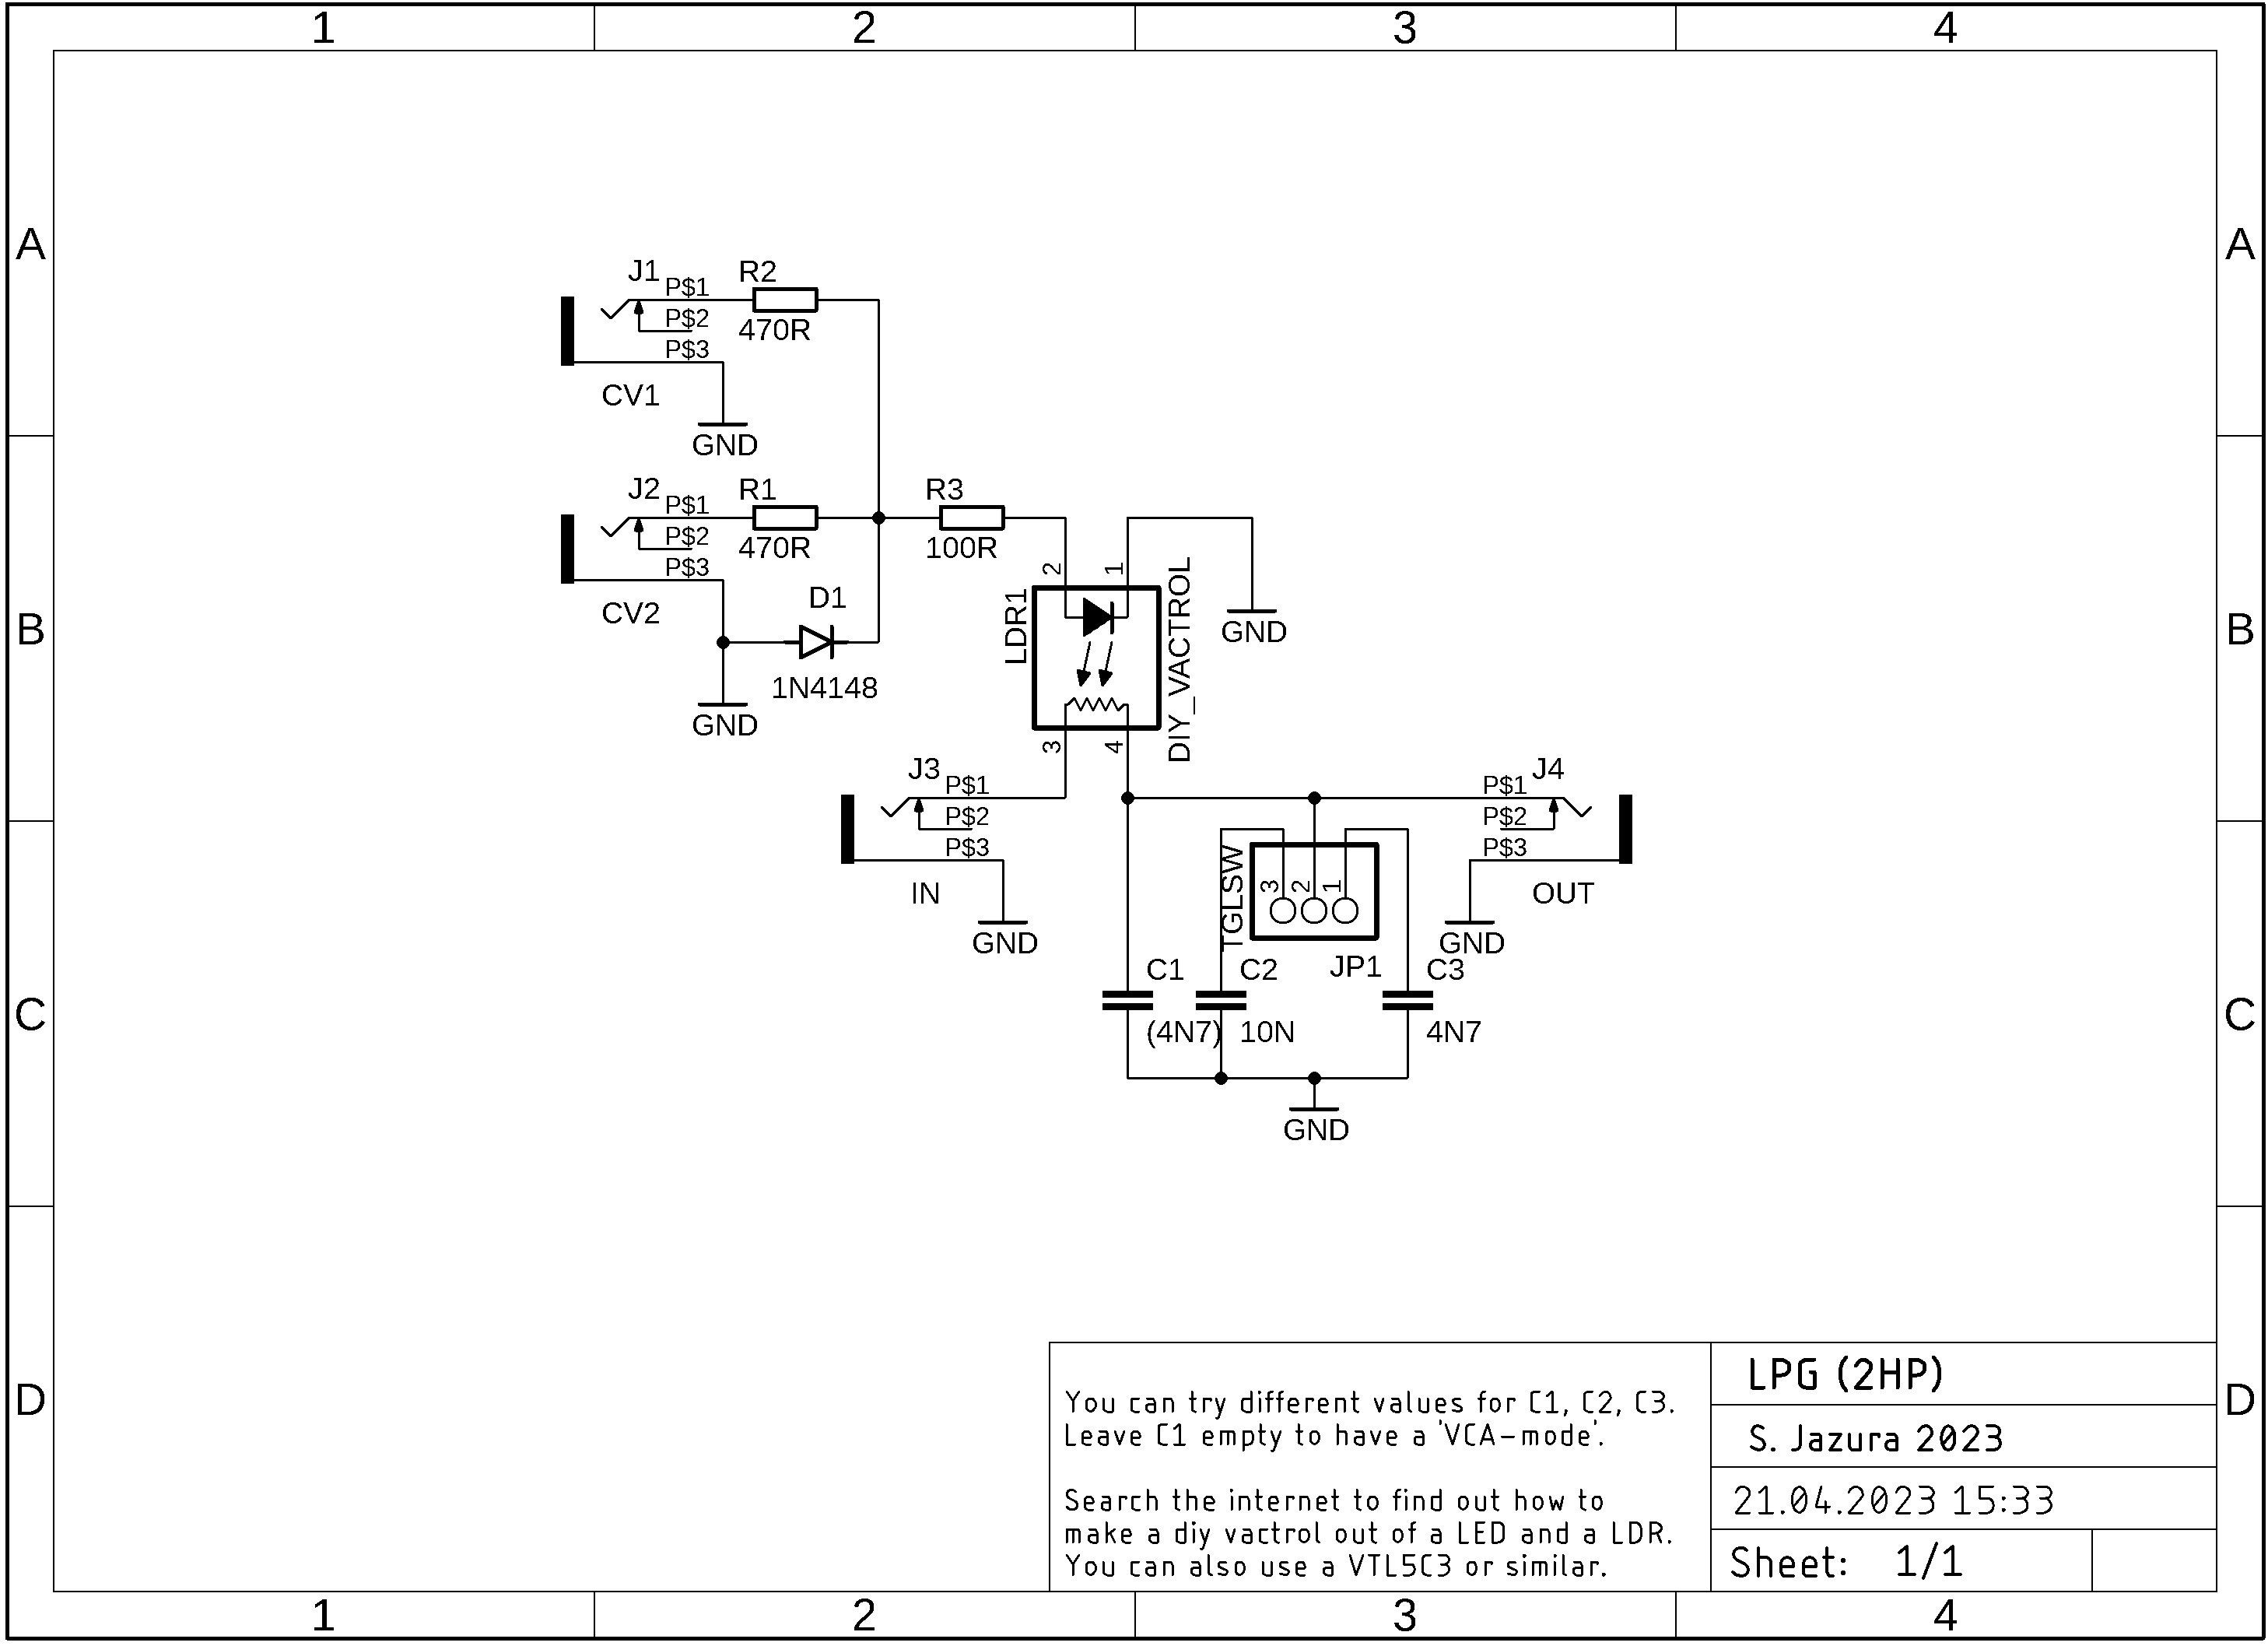 1 2 3 4
A A
J1 P$1 R2
P$2 470R
P$3
CV1
GND
B B
J2 P$1 R1 R3
P$2 470R 100R
P$3
CV2
D1
1N4148
GND
2 1
LDR1
DIY_VACTROL
3 4
GND
J3 P$1
P$2
P$3
IN
GND
P$1 J4
P$2
P$3
OUT
GND
TGLSW
3 2 1
JP1
C1 C2 C3
(4N7) 10N 4N7
GND
C C
D D
You can try different values for C1, C2, C3.
Leave C1 empty to have a 'VCA-mode'.
Search the internet to find out how to
make a diy vactrol out of a LED and a LDR.
You can also use a VTL5C3 or similar.
LPG (2HP)
S. Jazura 2023
21.04.2023 15:33
Sheet: 1/1
1 2 3 4